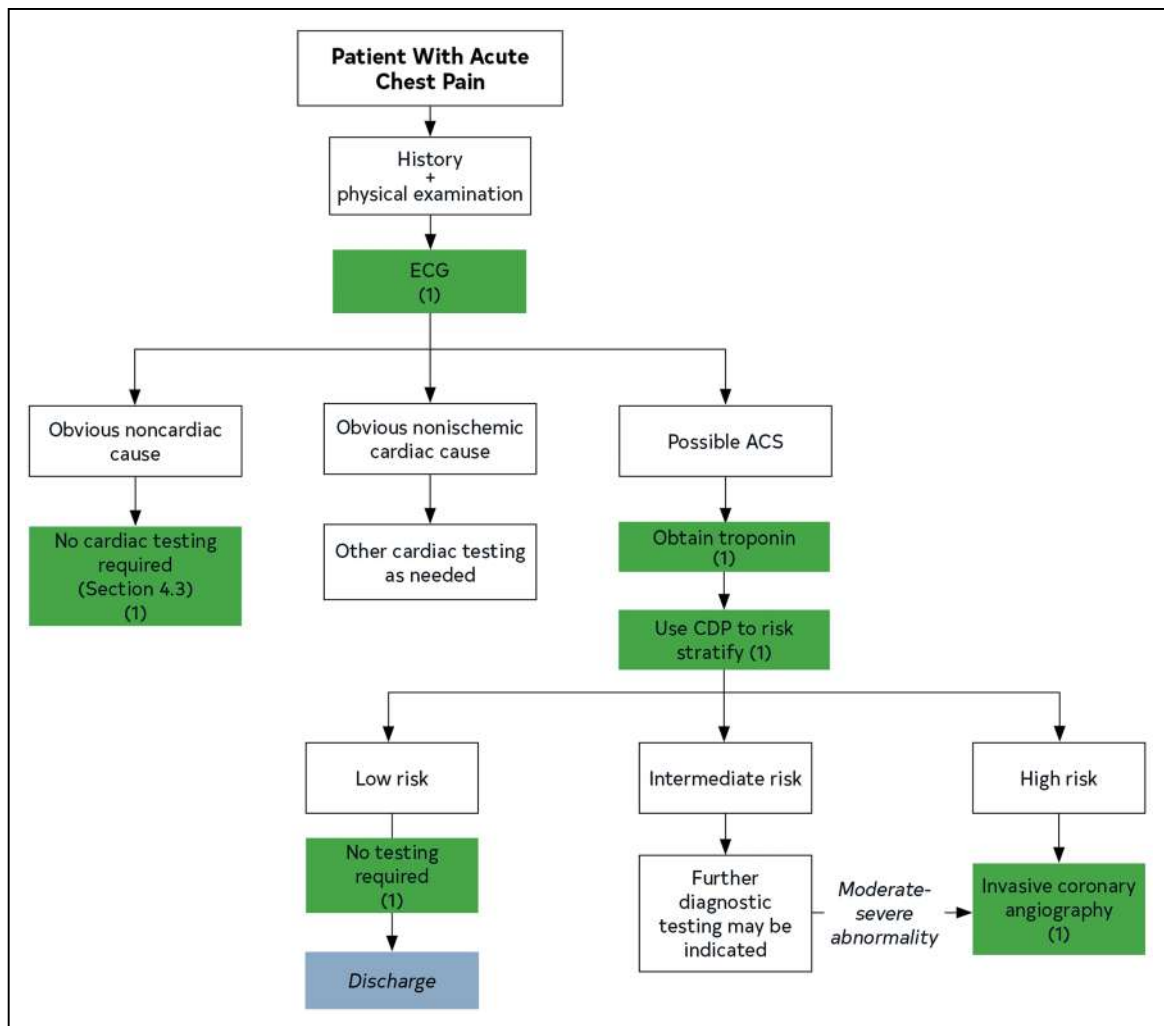 Patient With Acute
Chest Pain
History
+
physical examination
ECG
(1)
Obvious noncardiac
cause
Obvious nonischemic
cardiac cause
Possible ACS
No cardiac testing
required
(Section 4.3)
(1)
Other cardiac testing
as needed
Obtain troponin
(1)
Use CDP to risk
stratify (1)
Low risk
Intermediate risk
High risk
No testing
required
(1)
Further
diagnostic
testing may be
indicated
Moderate-
severe
abnormality
Invasive coronary
angiography
(1)
Discharge